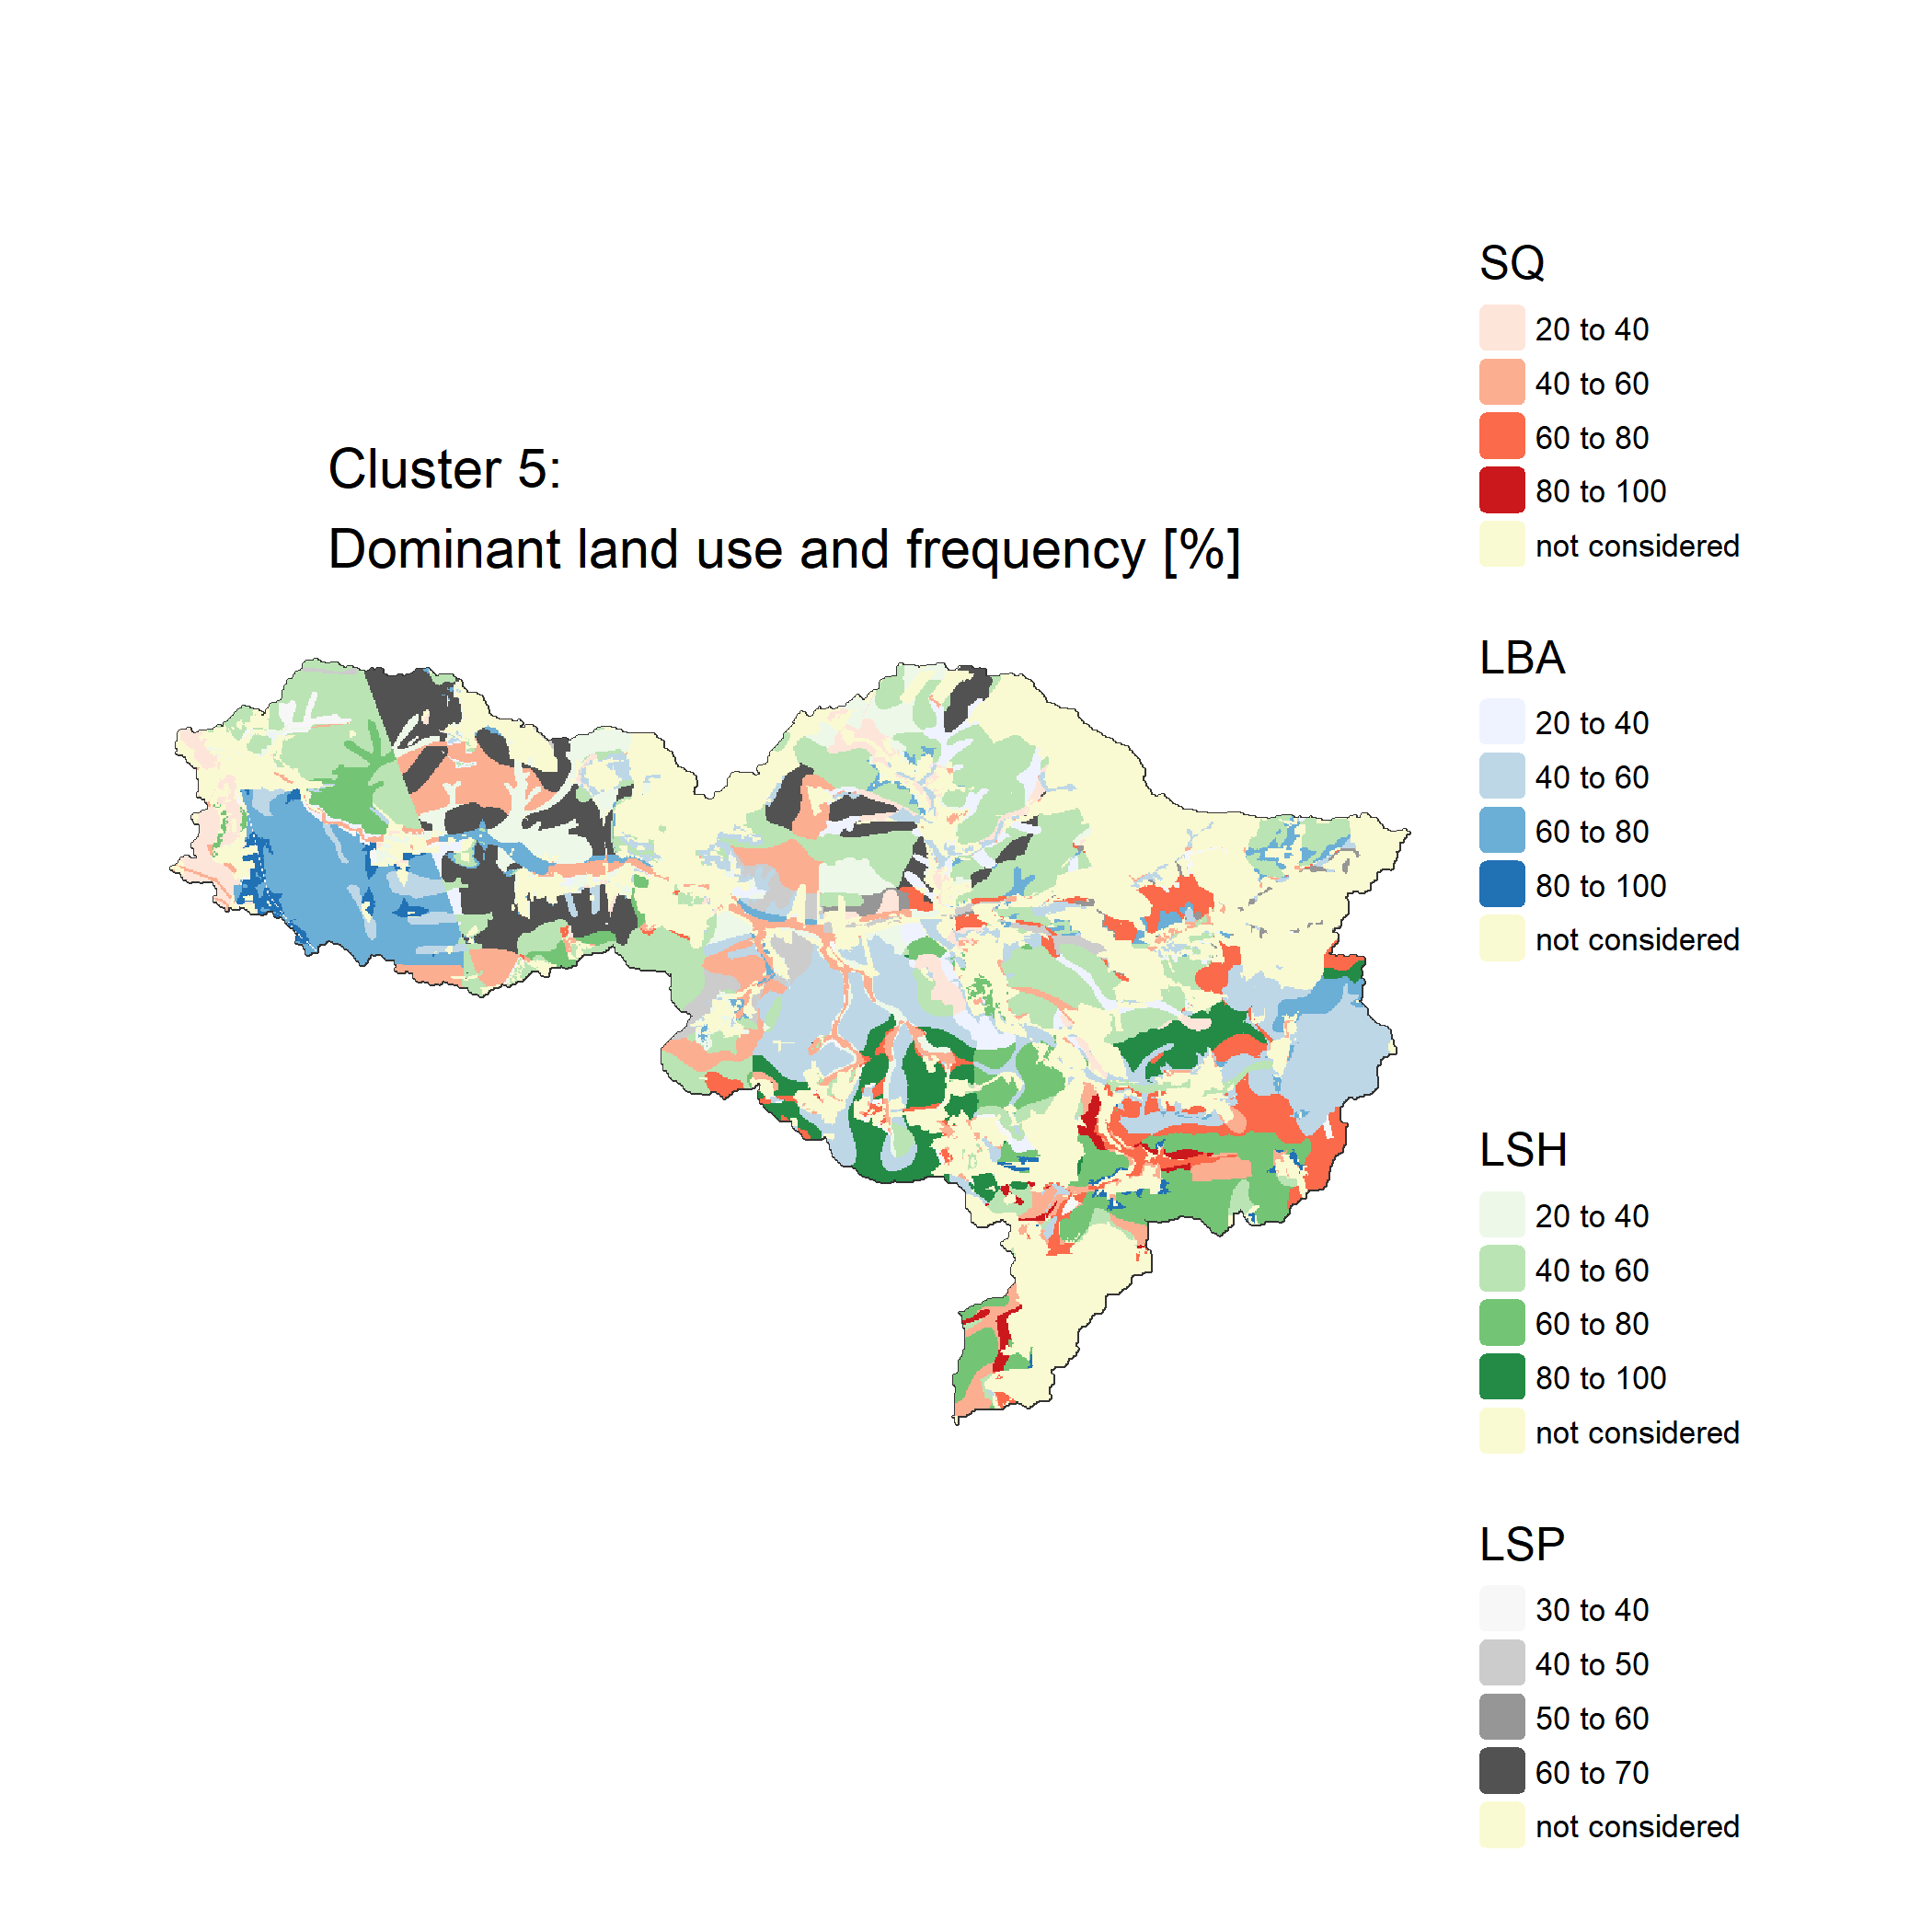 Cluster 5:
Dominant land use and frequency [%]
SQ
20 to 40
40 to 60
60 to 80
80 to 100
not considered
LBA
20 to 40
40 to 60
60 to 80
80 to 100
not considered
LSH
20 to 40
40 to 60
60 to 80
80 to 100
not considered
LSP
30 to 40
40 to 50
50 to 60
60 to 70
not considered